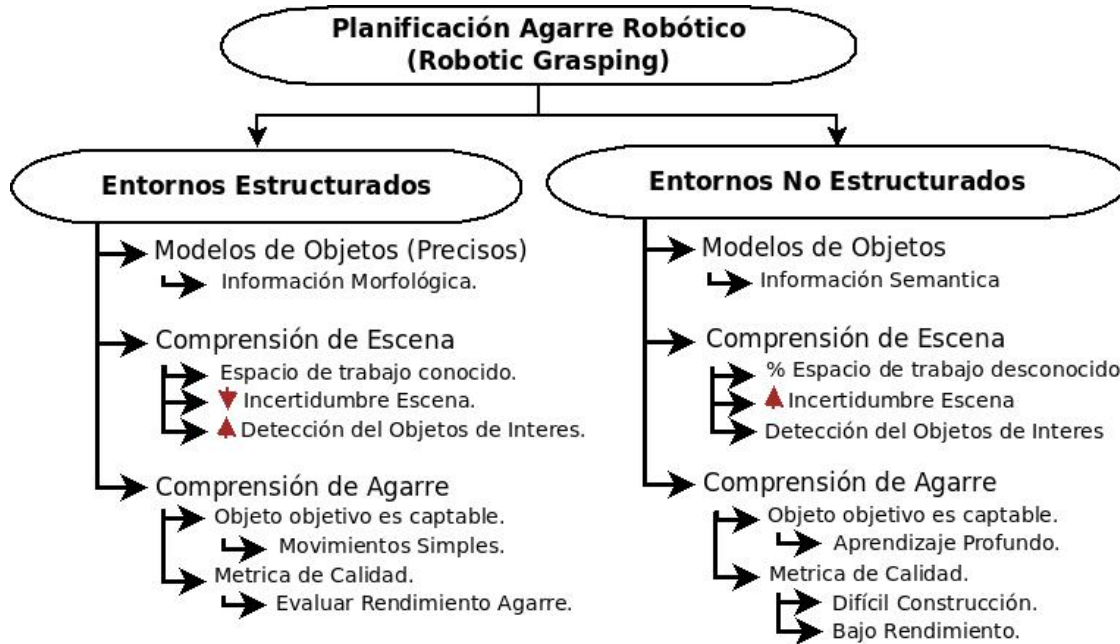 Planificación Agarre Robótico
(Robotic Grasping)
Entornos Estructurados
Modelos de Objetos (Precisos)
Información Morfológica.
Comprensión de Escena
Espacio de trabajo conocido.
Incertidumbre Escena.
Detección del Objetos de Interes.
Comprensión de Agarre
Objeto objetivo es captable.
Movimientos Simples.
Metrica de Calidad.
Evaluar Rendimiento Agarre.
Entornos No Estructurados
Modelos de Objetos
Información Semantica
Comprensión de Escena
% Espacio de trabajo desconocido
Incertidumbre Escena
Detección del Objetos de Interes
Comprensión de Agarre
Objeto objetivo es captable.
Aprendizaje Profundo.
Metrica de Calidad.
Difícil Construcción.
Bajo Rendimiento.